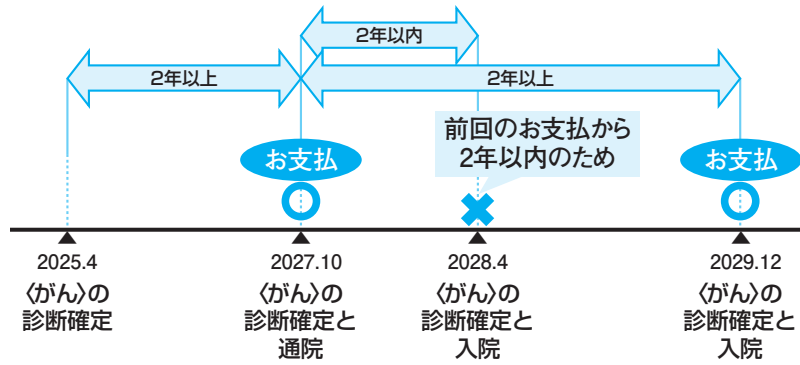 2年以内
2年以上
2年以上
前回のお支払から
2年以内のため
お支払
お支払
2025.4
〈がん〉の
診断確定
2027.10
〈がん〉の
診断確定と
通院
2028.4
〈がん〉の
診断確定と
入院
2029.12
〈がん〉の
診断確定と
入院